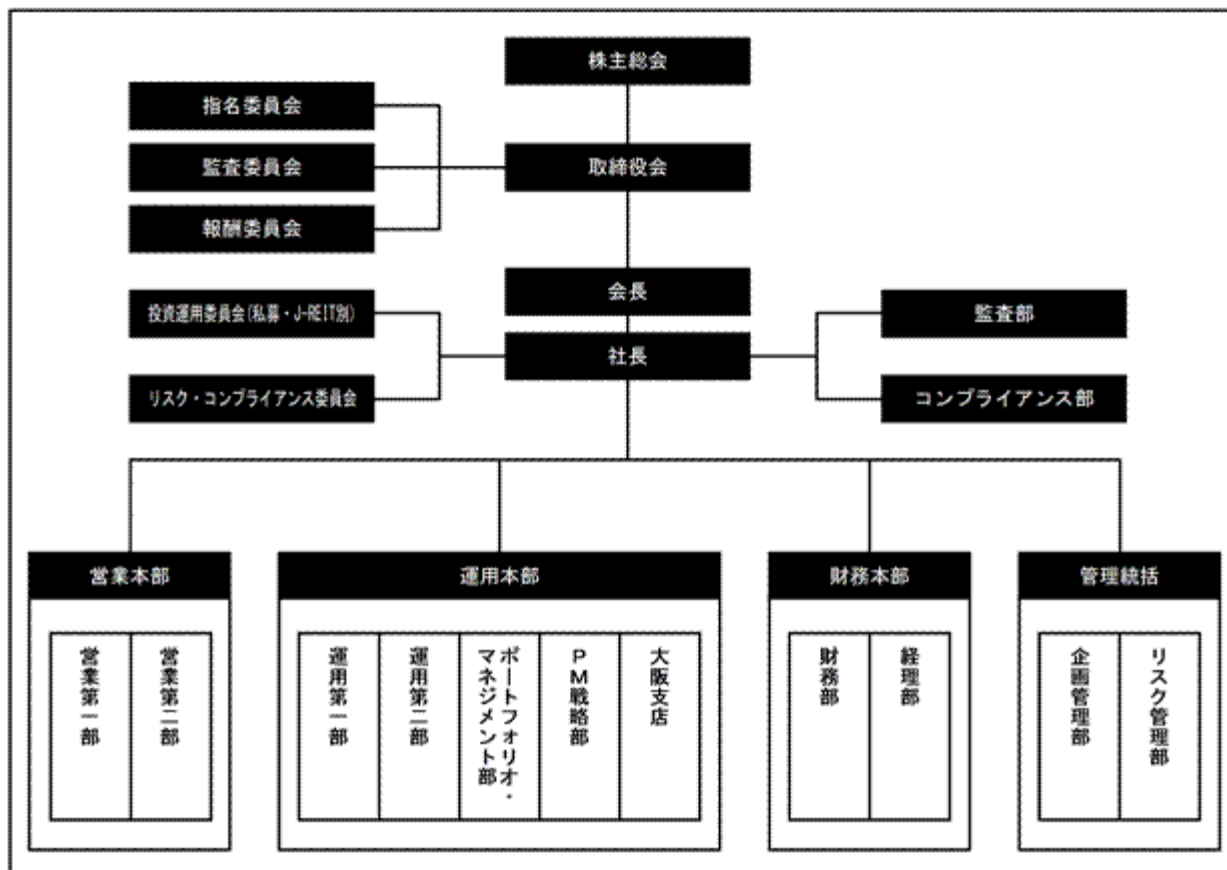 株主総会
指名委員会
監査委員会
取締役会
報酬委員会
会長
投資運用委員会(私募・J-REIT別)
監査部
社長
リスク・コンプライアンス委員会
コンプライアンス部
営業本部
運用本部
財務本部
管理統括
営業第一部
営業第二部
運用第一部
運用第二部
ポートフォリオ・
マネジメント部
PM戦略部
大阪支店
財務部
経理部
企画管理部
リスク管理部